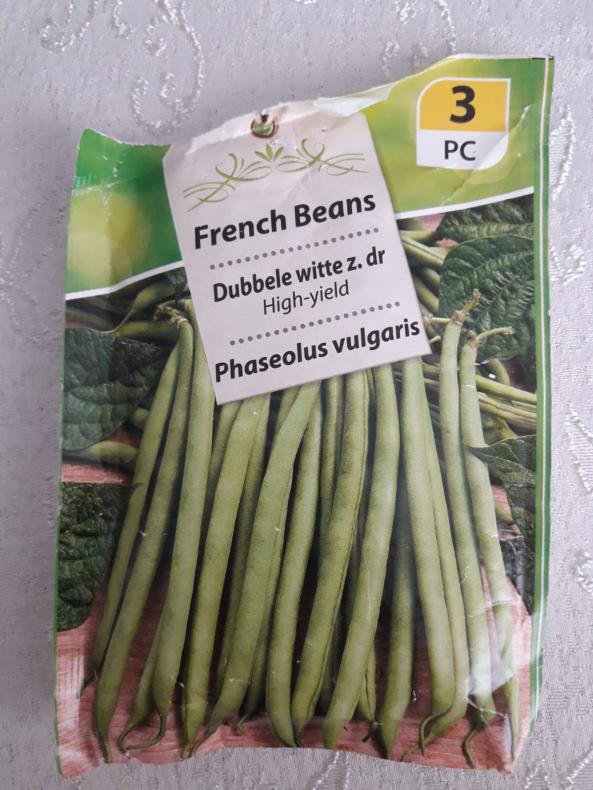 3
PC
French Beans
Dubbele witte z. dr
High-yield
Phaseolus vulgaris